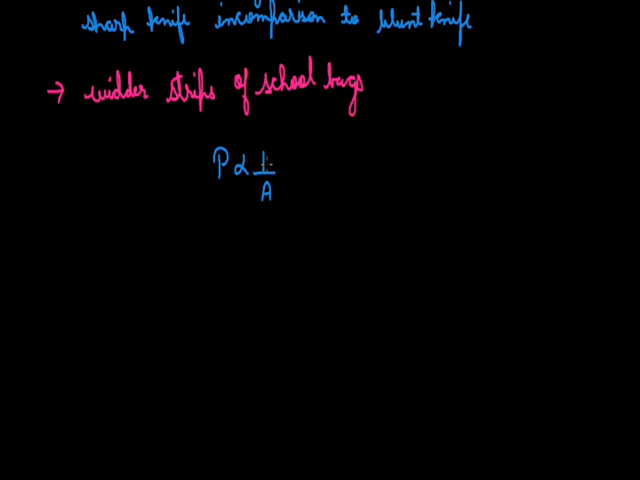 sharp knife incomparison to blunt knife
→ widder strips of school bags
P ∝ 1/A